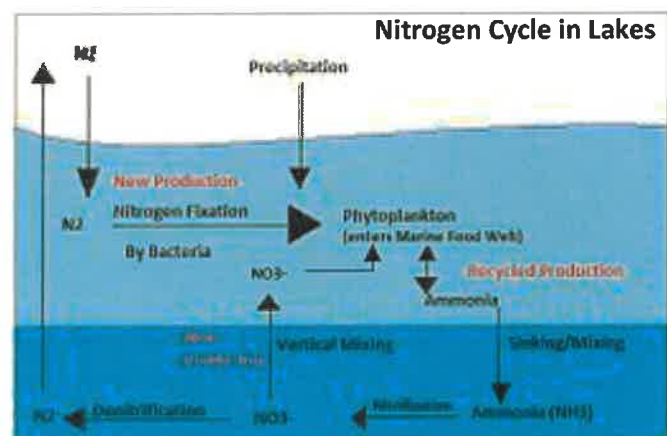 Nitrogen Cycle in Lakes
Precipitation
New Production
Nitrogen Fixation
N2
Phytoplankton
(enters Marine Food Web)
By Bacteria
NO3-
Recycled Production
Ammonia
Vertical Mixing
Sinking/Mixing
N2
Denitrification
NO3-
Nitrification
Ammonia (NH3)